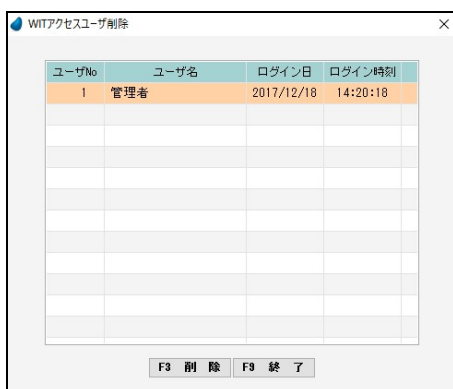 WITアクセスユーザ削除
ユーザNo ユーザ名 ログイン日 ログイン時刻
1 管理者 2017/12/18 14:20:18
F3 削 除 F9 終 了